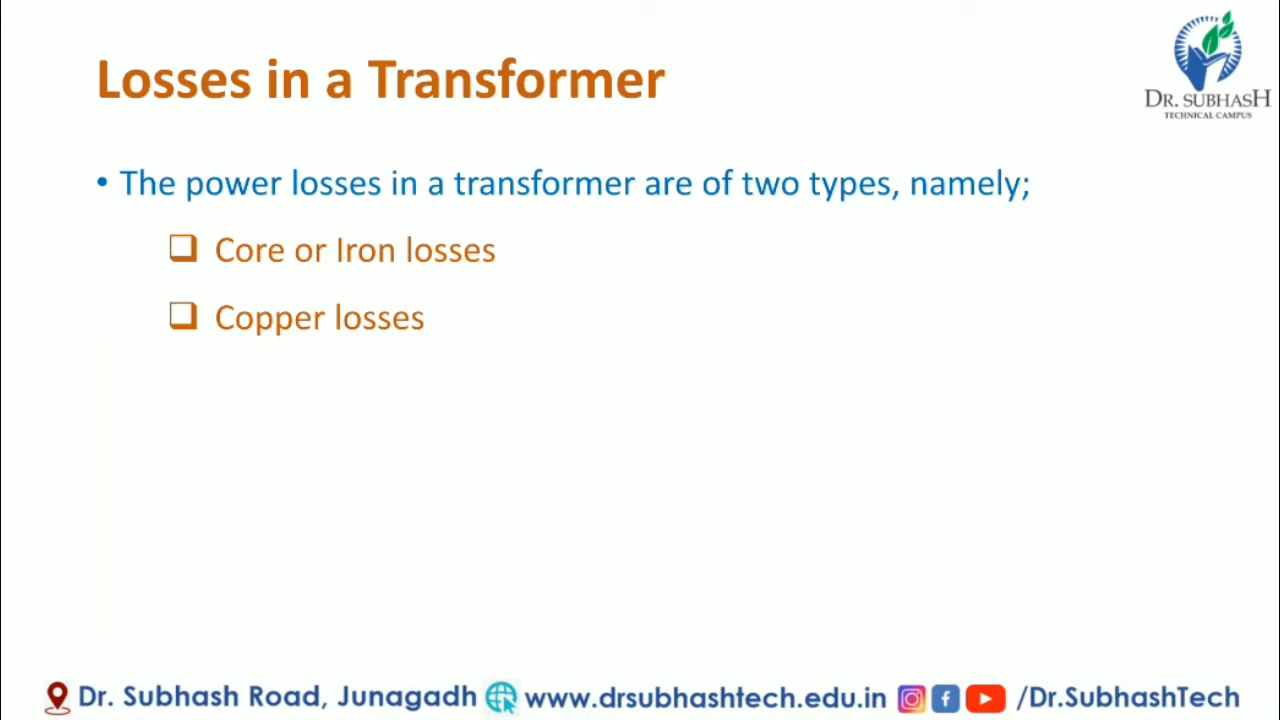 Losses in a Transformer
DR. SUBHASH
TECHNICAL CAMPUS
• The power losses in a transformer are of two types, namely;
❑ Core or Iron losses
❑ Copper losses
Dr. Subhash Road, Junagadh www.drsubhashtech.edu.in /Dr.SubhashTech